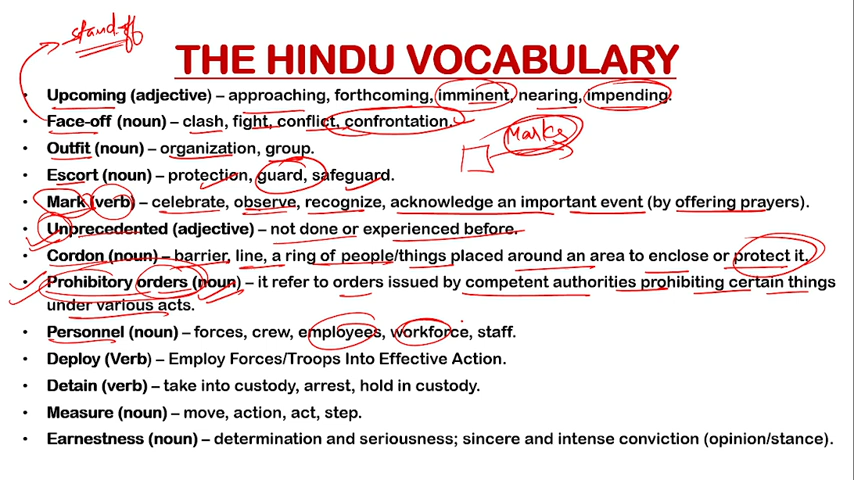 stand-off
THE HINDU VOCABULARY
• Upcoming (adjective) – approaching, forthcoming, imminent, nearing, impending.
• Face-off (noun) – clash, fight, conflict, confrontation.
Marks
• Outfit (noun) – organization, group.
• Escort (noun) – protection, guard, safeguard.
• Mark (verb) – celebrate, observe, recognize, acknowledge an important event (by offering prayers).
• Unprecedented (adjective) – not done or experienced before.
• Cordon (noun) – barrier, line, a ring of people/things placed around an area to enclose or protect it.
• Prohibitory orders (noun) – it refer to orders issued by competent authorities prohibiting certain things
under various acts.
• Personnel (noun) – forces, crew, employees, workforce, staff.
• Deploy (Verb) – Employ Forces/Troops Into Effective Action.
• Detain (verb) – take into custody, arrest, hold in custody.
• Measure (noun) – move, action, act, step.
• Earnestness (noun) – determination and seriousness; sincere and intense conviction (opinion/stance).